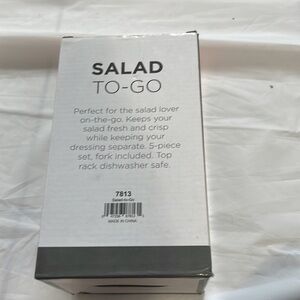 SALAD
TO-GO
Perfect for the salad lover
on-the-go. Keeps your
salad fresh and crisp
while keeping your
dressing separate. 5-piece
set, fork included. Top
rack dishwasher safe.
7813
Salad-to-Go
MADE IN CHINA